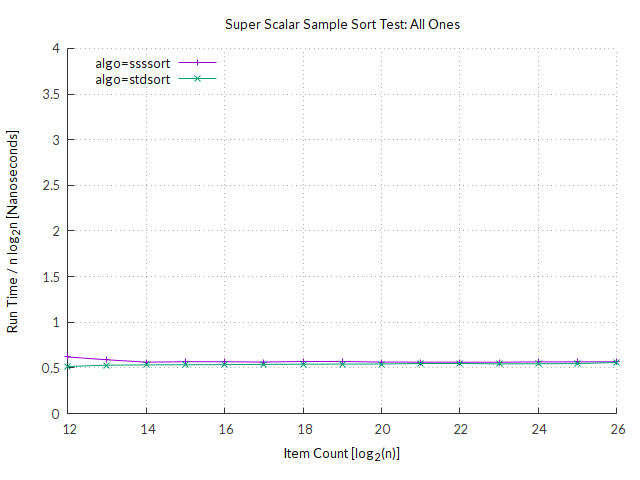 Super Scalar Sample Sort Test: All Ones
algo=ssssort
algo=stdsort
4
3.5
3
2.5
2
1.5
1
0.5
0
Run Time / n log2n [Nanoseconds]
12 14 16 18 20 22 24 26
Item Count [log2(n)]